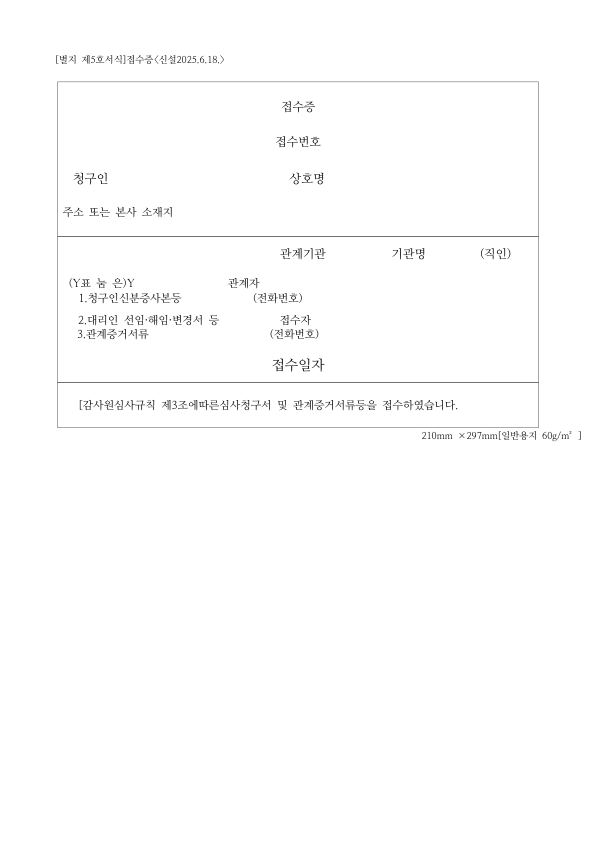 [별지 제5호서식]접수증<신설2025.6.18.>
접수증
접수번호
청구인 상호명
주소 또는 본사 소재지
관계기관 기관명 (직인)
(Y표 눔 은)Y 관계자
1.청구인신분증사본등 (전화번호)
2.대리인 선임·해임·변경서 등 접수자
3.관계증거서류 (전화번호)
접수일자
[감사원심사규칙 제3조에따른심사청구서 및 관계증거서류등을 접수하였습니다.
210mm ×297mm[일반용지 60g/m² ]